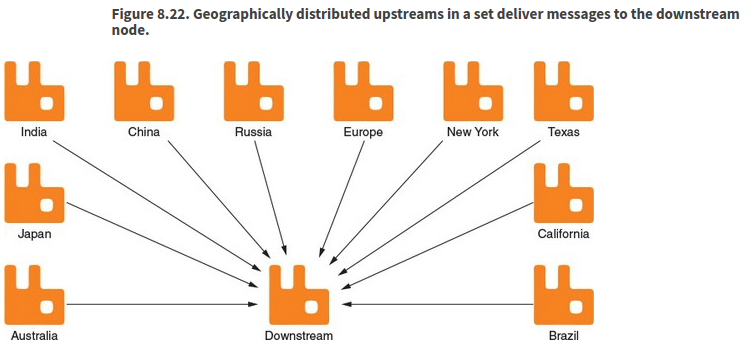 Figure 8.22. Geographically distributed upstreams in a set deliver messages to the downstream
node.
India
China
Russia
Europe
New York
Texas
Japan
California
Australia
Downstream
Brazil